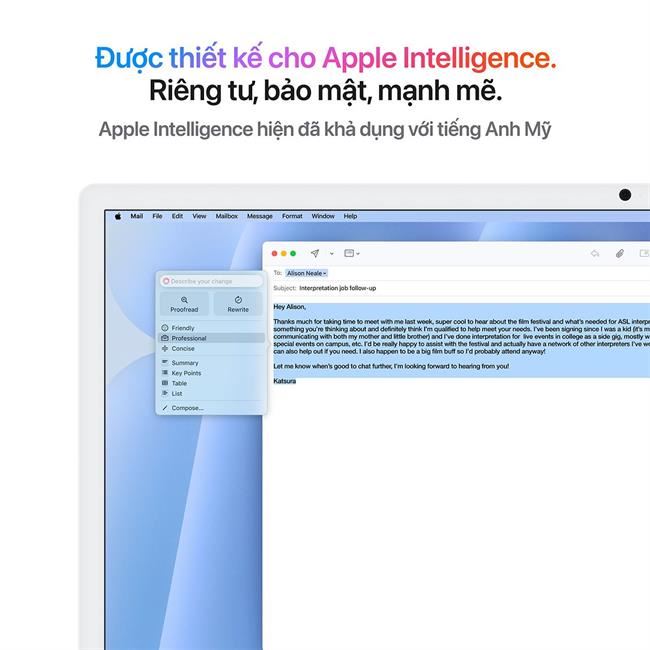 Được thiết kế cho Apple Intelligence.
Riêng tư, bảo mật, mạnh mẽ.
Apple Intelligence hiện đã khả dụng với tiếng Anh Mỹ
Mail File Edit View Mailbox Message Format Window Help
To: Alison Neale
Subject: Interpretation job follow-up
Describe your change
Proofread Rewrite
Friendly
Professional
Concise
Summary
Key Points
Table
List
Compose...
Hey Alison,
Thanks much for taking time to meet with me last week, super cool to hear about the film festival and what's needed for ASL interp
something you're thinking about and definitely think I'm qualified to help meet your needs. I've been signing since I was a kid (it's m
communicating with both my mother and little brother) and I've done interpretation for live events in college as a side gig, mostly w
special events on campus, etc. I'd be really happy to assist with the festival and actually have a network of other interpreters I've wo
can also help out if you need. I also happen to be a big film buff so I'd probably attend anyway!
Let me know when's good to chat further, I'm looking forward to hearing from you!
Katsura